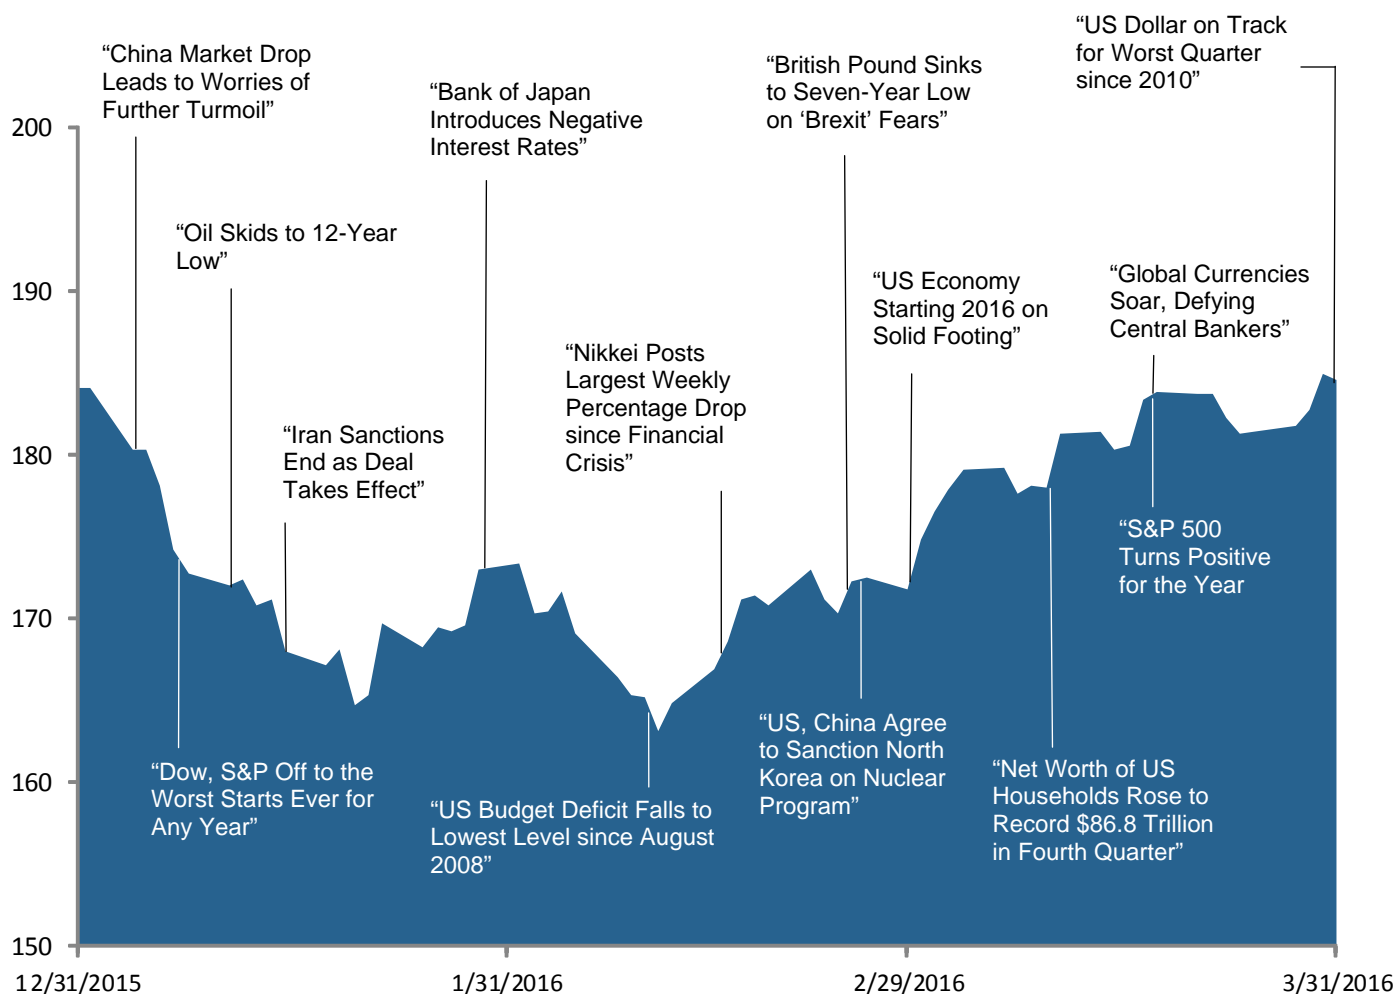 “US Dollar on Track
for Worst Quarter
since 2010”
“China Market Drop
Leads to Worries of
Further Turmoil”
“British Pound Sinks
to Seven-Year Low
on ‘Brexit’ Fears”
“Bank of Japan
Introduces Negative
Interest Rates”
200
“Oil Skids to 12-Year
Low”
190
“US Economy
Starting 2016 on
Solid Footing”
“Global Currencies
Soar, Defying
Central Bankers”
“Nikkei Posts
Largest Weekly
Percentage Drop
since Financial
Crisis”
“Iran Sanctions
End as Deal
Takes Effect”
180
“S&P 500
Turns Positive
for the Year
170
“US, China Agree
to Sanction North
Korea on Nuclear
Program”
“Dow, S&P Off to the
Worst Starts Ever for
Any Year”
160
“US Budget Deficit Falls to
Lowest Level since August
2008”
“Net Worth of US
Households Rose to
Record $86.8 Trillion
in Fourth Quarter”
150
12/31/2015
1/31/2016
2/29/2016
3/31/2016